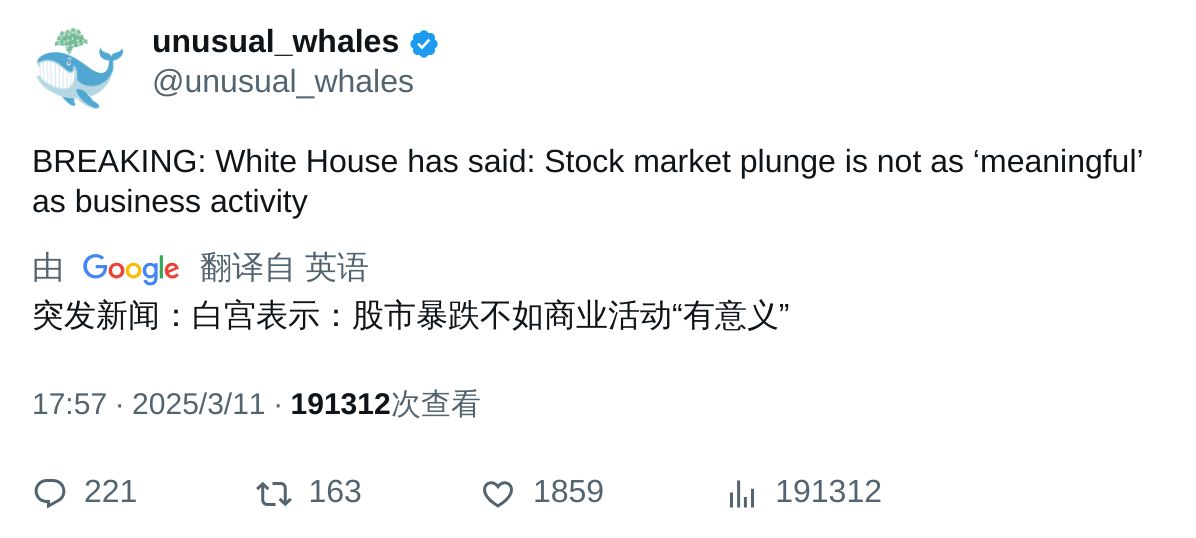 unusual_whales
@unusual_whales
BREAKING: White House has said: Stock market plunge is not as ‘meaningful’
as business activity
由 Google 翻译自 英语
突发新闻：白宫表示：股市暴跌不如商业活动“有意义”
17:57 · 2025/3/11 · 191312次查看
221 163 1859 191312